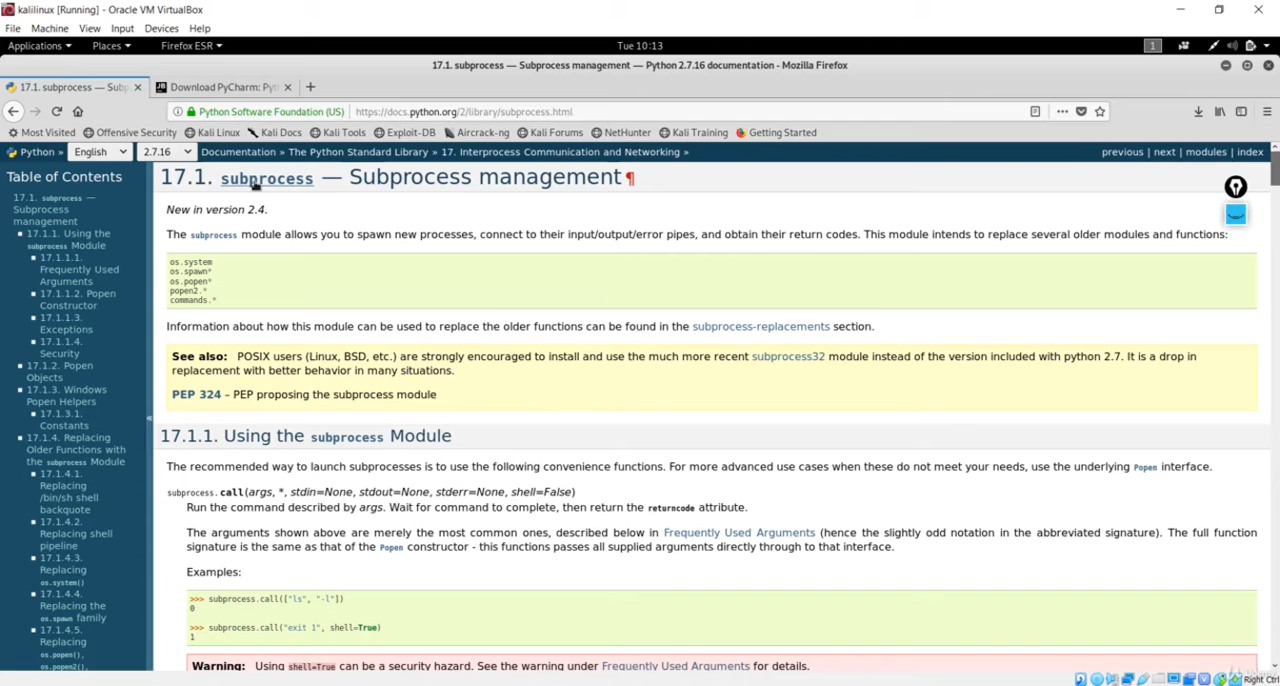 kalilinux [Running] - Oracle VM VirtualBox
File Machine View Input Devices Help
Applications Places Firefox ESR Tue 10:13 1
17.1. subprocess — Subprocess management — Python 2.7.16 documentation - Mozilla Firefox
17.1. subprocess — Subp Download PyCharm: Pyt
Python Software Foundation (US) https://docs.python.org/2/library/subprocess.html
Most Visited Offensive Security Kali Linux Kali Docs Kali Tools Exploit-DB Aircrack-ng Kali Forums NetHunter Kali Training Getting Started
Python » English 2.7.16 Documentation » The Python Standard Library » 17. Interprocess Communication and Networking » previous | next | modules | index
Table of Contents
17.1. subprocess —
Subprocess
management
17.1.1. Using the
subprocess Module
17.1.1.1.
Frequently Used
Arguments
17.1.1.2. Popen
Constructor
17.1.1.3.
Exceptions
17.1.1.4.
Security
17.1.2. Popen
Objects
17.1.3. Windows
Popen Helpers
17.1.3.1.
Constants
17.1.4. Replacing
Older Functions with
the subprocess Module
17.1.4.1.
Replacing
/bin/sh shell
backquote
17.1.4.2.
Replacing shell
pipeline
17.1.4.3.
Replacing
os.system()
17.1.4.4.
Replacing the
os.spawn family
17.1.4.5.
Replacing
os.popen(),
os.popen2(),
«
17.1. subprocess — Subprocess management ¶
New in version 2.4.
The subprocess module allows you to spawn new processes, connect to their input/output/error pipes, and obtain their return codes. This module intends to replace several older modules and functions:
os.system
os.spawn*
os.popen*
popen2.*
commands.*
Information about how this module can be used to replace the older functions can be found in the subprocess-replacements section.
See also: POSIX users (Linux, BSD, etc.) are strongly encouraged to install and use the much more recent subprocess32 module instead of the version included with python 2.7. It is a drop in
replacement with better behavior in many situations.
PEP 324 – PEP proposing the subprocess module
17.1.1. Using the subprocess Module
The recommended way to launch subprocesses is to use the following convenience functions. For more advanced use cases when these do not meet your needs, use the underlying Popen interface.
subprocess.call(args, *, stdin=None, stdout=None, stderr=None, shell=False)
Run the command described by args. Wait for command to complete, then return the returncode attribute.
The arguments shown above are merely the most common ones, described below in Frequently Used Arguments (hence the slightly odd notation in the abbreviated signature). The full function
signature is the same as that of the Popen constructor - this functions passes all supplied arguments directly through to that interface.
Examples:
>>> subprocess.call(["ls", "-l"])
0
>>> subprocess.call("exit 1", shell=True)
1
Warning: Using shell=True can be a security hazard. See the warning under Frequently Used Arguments for details.
Right Ctrl